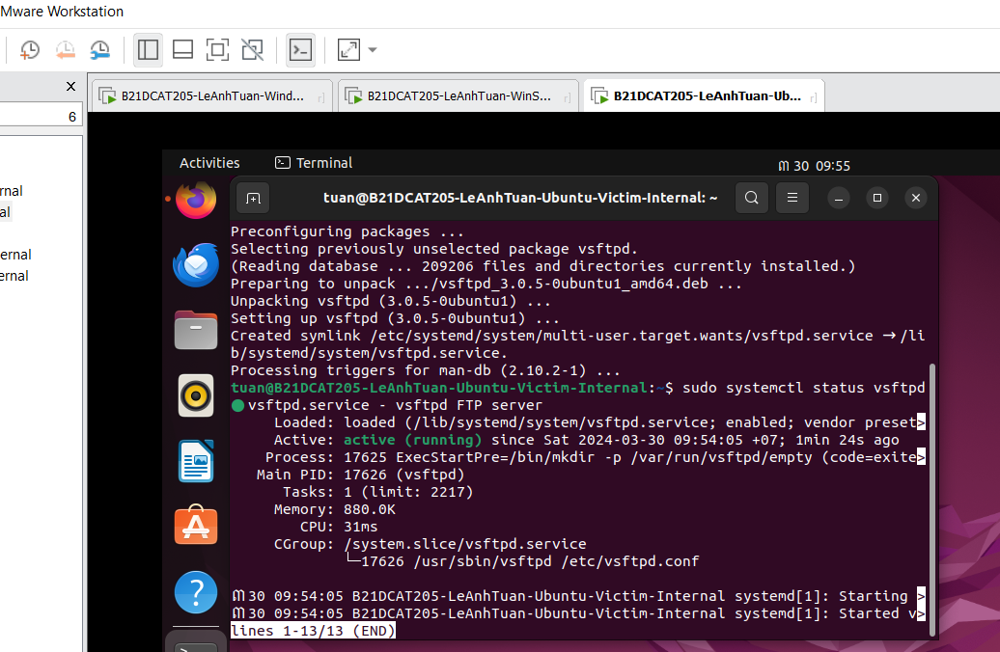 Mware Workstation
6
B21DCAT205-LeAnhTuan-Wind...
B21DCAT205-LeAnhTuan-WinS...
B21DCAT205-LeAnhTuan-Ub...
rnal
al
ernal
ernal
Activities
Terminal
30 09:55
tuan@B21DCAT205-LeAnhTuan-Ubuntu-Victim-Internal: ~
Preconfiguring packages ...
Selecting previously unselected package vsftpd.
(Reading database ... 209206 files and directories currently installed.)
Preparing to unpack .../vsftpd_3.0.5-0ubuntu1_amd64.deb ...
Unpacking vsftpd (3.0.5-0ubuntu1) ...
Setting up vsftpd (3.0.5-0ubuntu1) ...
Created symlink /etc/systemd/system/multi-user.target.wants/vsftpd.service → /li
b/systemd/system/vsftpd.service.
Processing triggers for man-db (2.10.2-1) ...
tuan@B21DCAT205-LeAnhTuan-Ubuntu-Victim-Internal:~$ sudo systemctl status vsftpd
● vsftpd.service - vsftpd FTP server
Loaded: loaded (/lib/systemd/system/vsftpd.service; enabled; vendor preset>
Active: active (running) since Sat 2024-03-30 09:54:05 +07; 1min 24s ago
Process: 17625 ExecStartPre=/bin/mkdir -p /var/run/vsftpd/empty (code=exite>
Main PID: 17626 (vsftpd)
Tasks: 1 (limit: 2217)
Memory: 880.0K
CPU: 31ms
CGroup: /system.slice/vsftpd.service
└─17626 /usr/sbin/vsftpd /etc/vsftpd.conf
30 09:54:05 B21DCAT205-LeAnhTuan-Ubuntu-Victim-Internal systemd[1]: Starting >
30 09:54:05 B21DCAT205-LeAnhTuan-Ubuntu-Victim-Internal systemd[1]: Started v>
lines 1-13/13 (END)